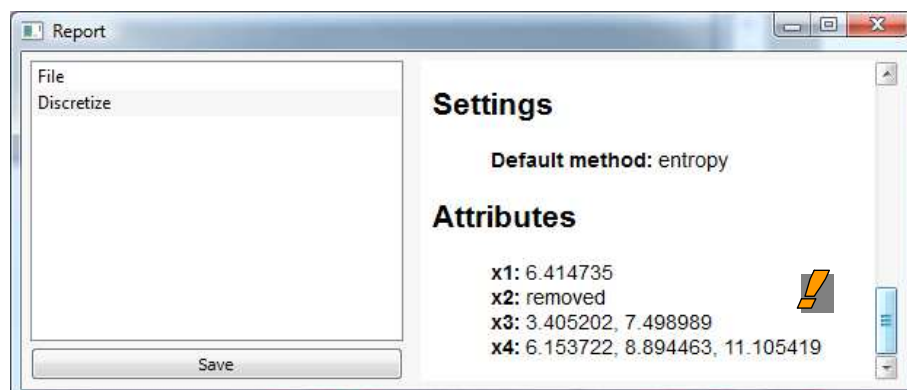 Report
File
Discretize
Save
Settings
Default method: entropy
Attributes
x1: 6.414735
x2: removed
x3: 3.405202, 7.498989
x4: 6.153722, 8.894463, 11.105419